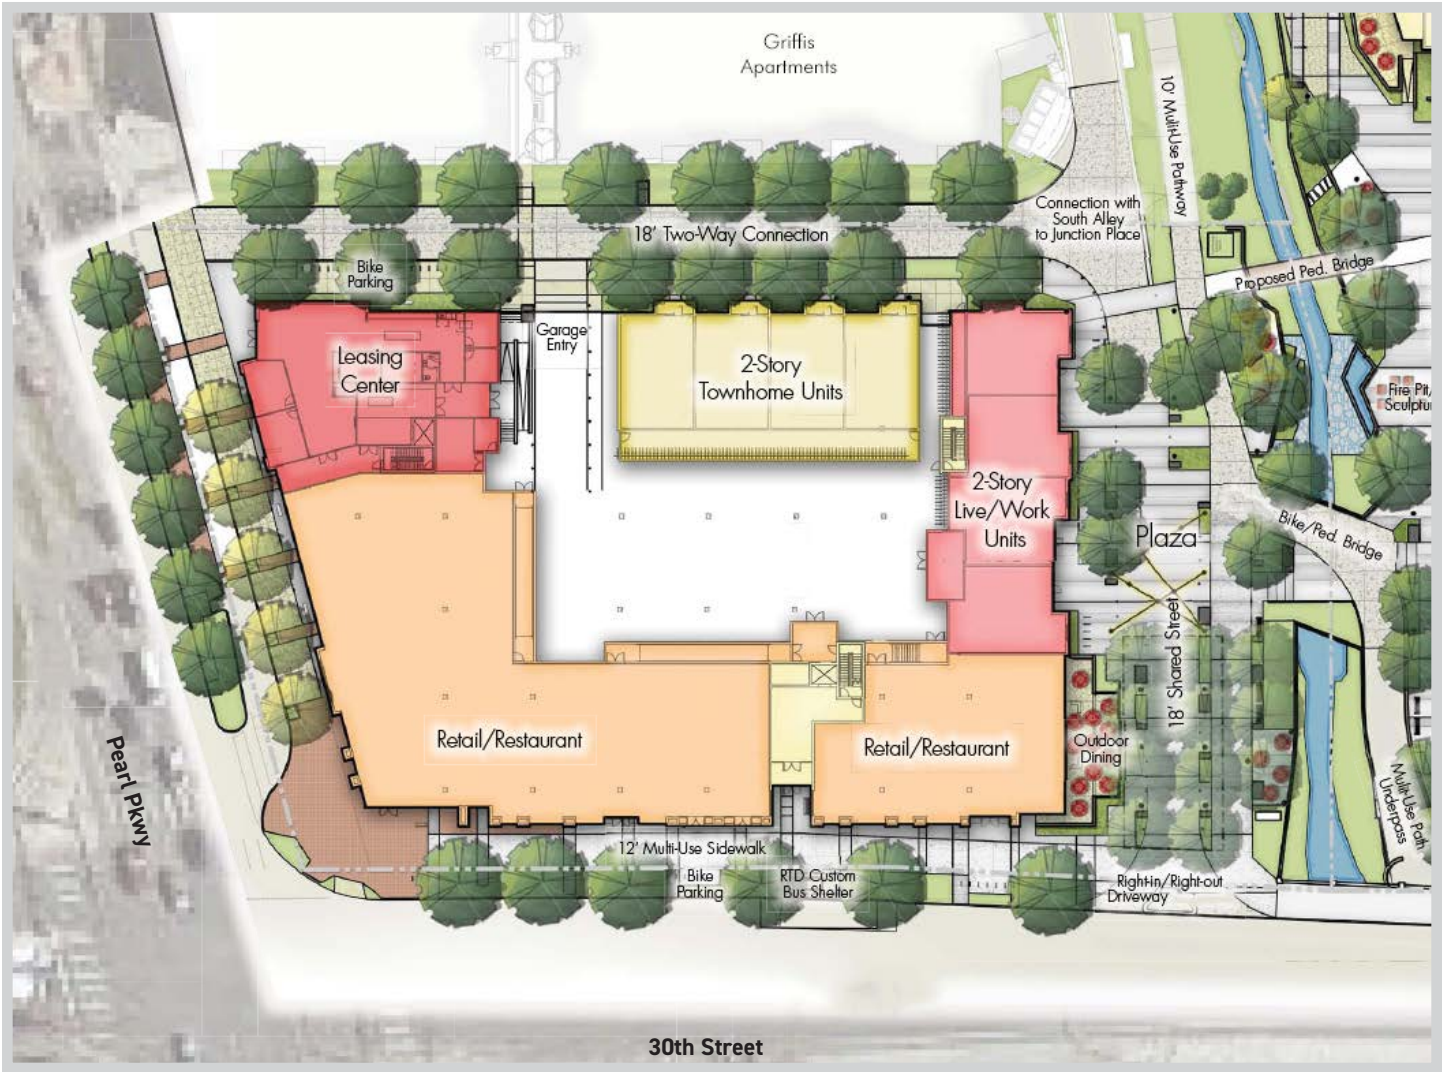 Griffis
Apartments
10' Mulit-Use Pathway
Connection with
South Alley
to Junction Place
18' Two-Way Connection
Bike
Parking
Proposed Ped. Bridge
Garage
Entry
Leasing
Center
2-Story
Townhome Units
Fire Pit/
Sculptu
2-Story
Live/Work
Units
Plaza
Bike/Ped. Bridge
18' Shared Street
Retail/Restaurant
Retail/Restaurant
Outdoor
Dining
Pearl Pkwy
Mulit-Use Path
Underpass
12' Multi-Use Sidewalk
Bike
Parking
RTD Custom
Bus Shelter
Right-in/Right-out
Driveway
30th Street